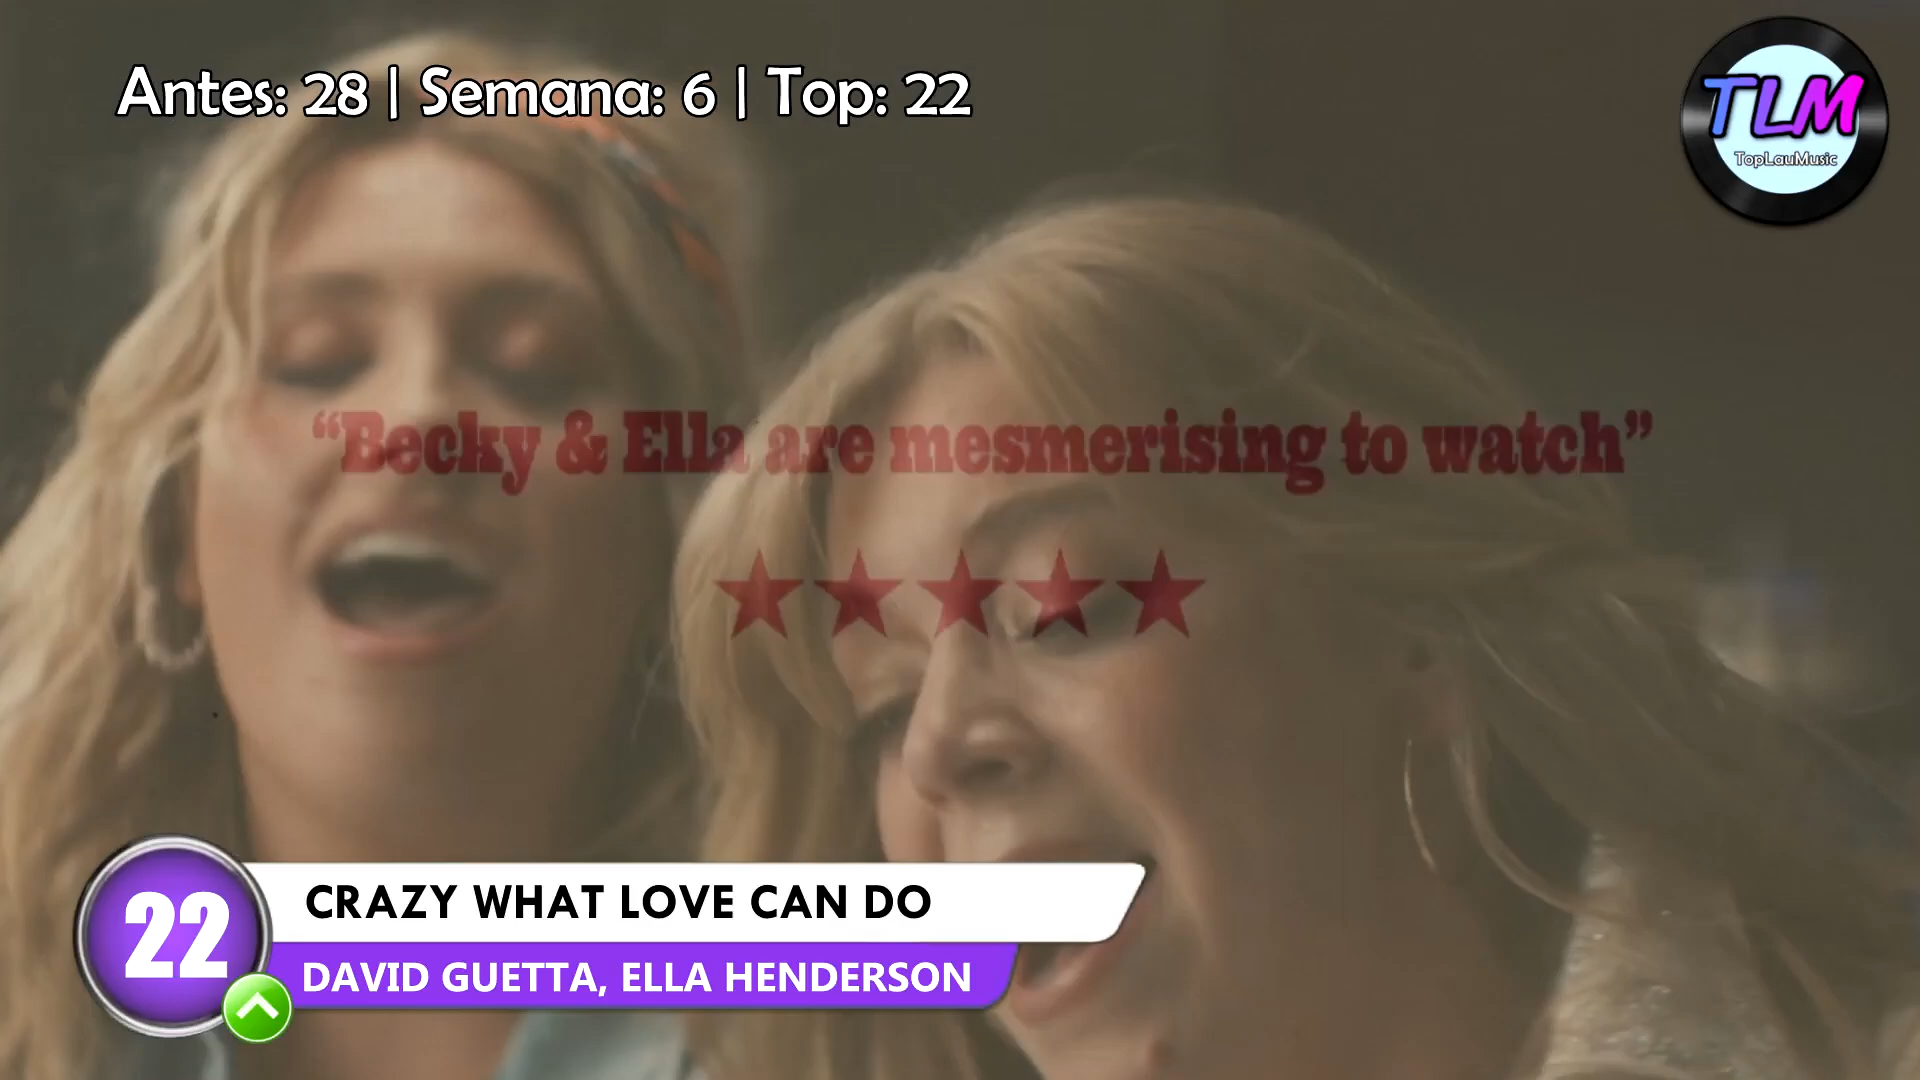 Antes: 28 | Semana: 6 | Top: 22
TLM
TopLauMusic
“Becky & Ella are mesmerising to watch”
CRAZY WHAT LOVE CAN DO
22
DAVID GUETTA, ELLA HENDERSON